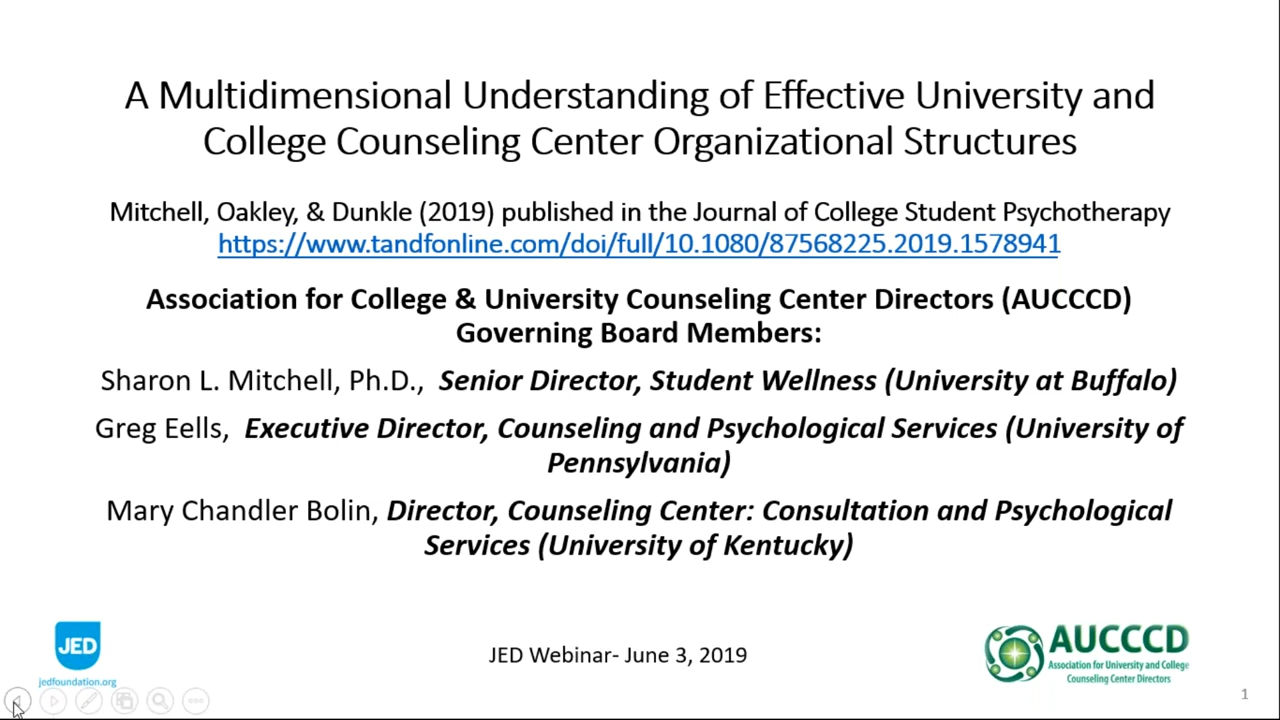 A Multidimensional Understanding of Effective University and
College Counseling Center Organizational Structures
Mitchell, Oakley, & Dunkle (2019) published in the Journal of College Student Psychotherapy
https://www.tandfonline.com/doi/full/10.1080/87568225.2019.1578941
Association for College & University Counseling Center Directors (AUCCCD)
Governing Board Members:
Sharon L. Mitchell, Ph.D., Senior Director, Student Wellness (University at Buffalo)
Greg Eells, Executive Director, Counseling and Psychological Services (University of
Pennsylvania)
Mary Chandler Bolin, Director, Counseling Center: Consultation and Psychological
Services (University of Kentucky)
JED
jedfoundation.org
JED Webinar- June 3, 2019
AUCCCD
Association for University and College
Counseling Center Directors
1